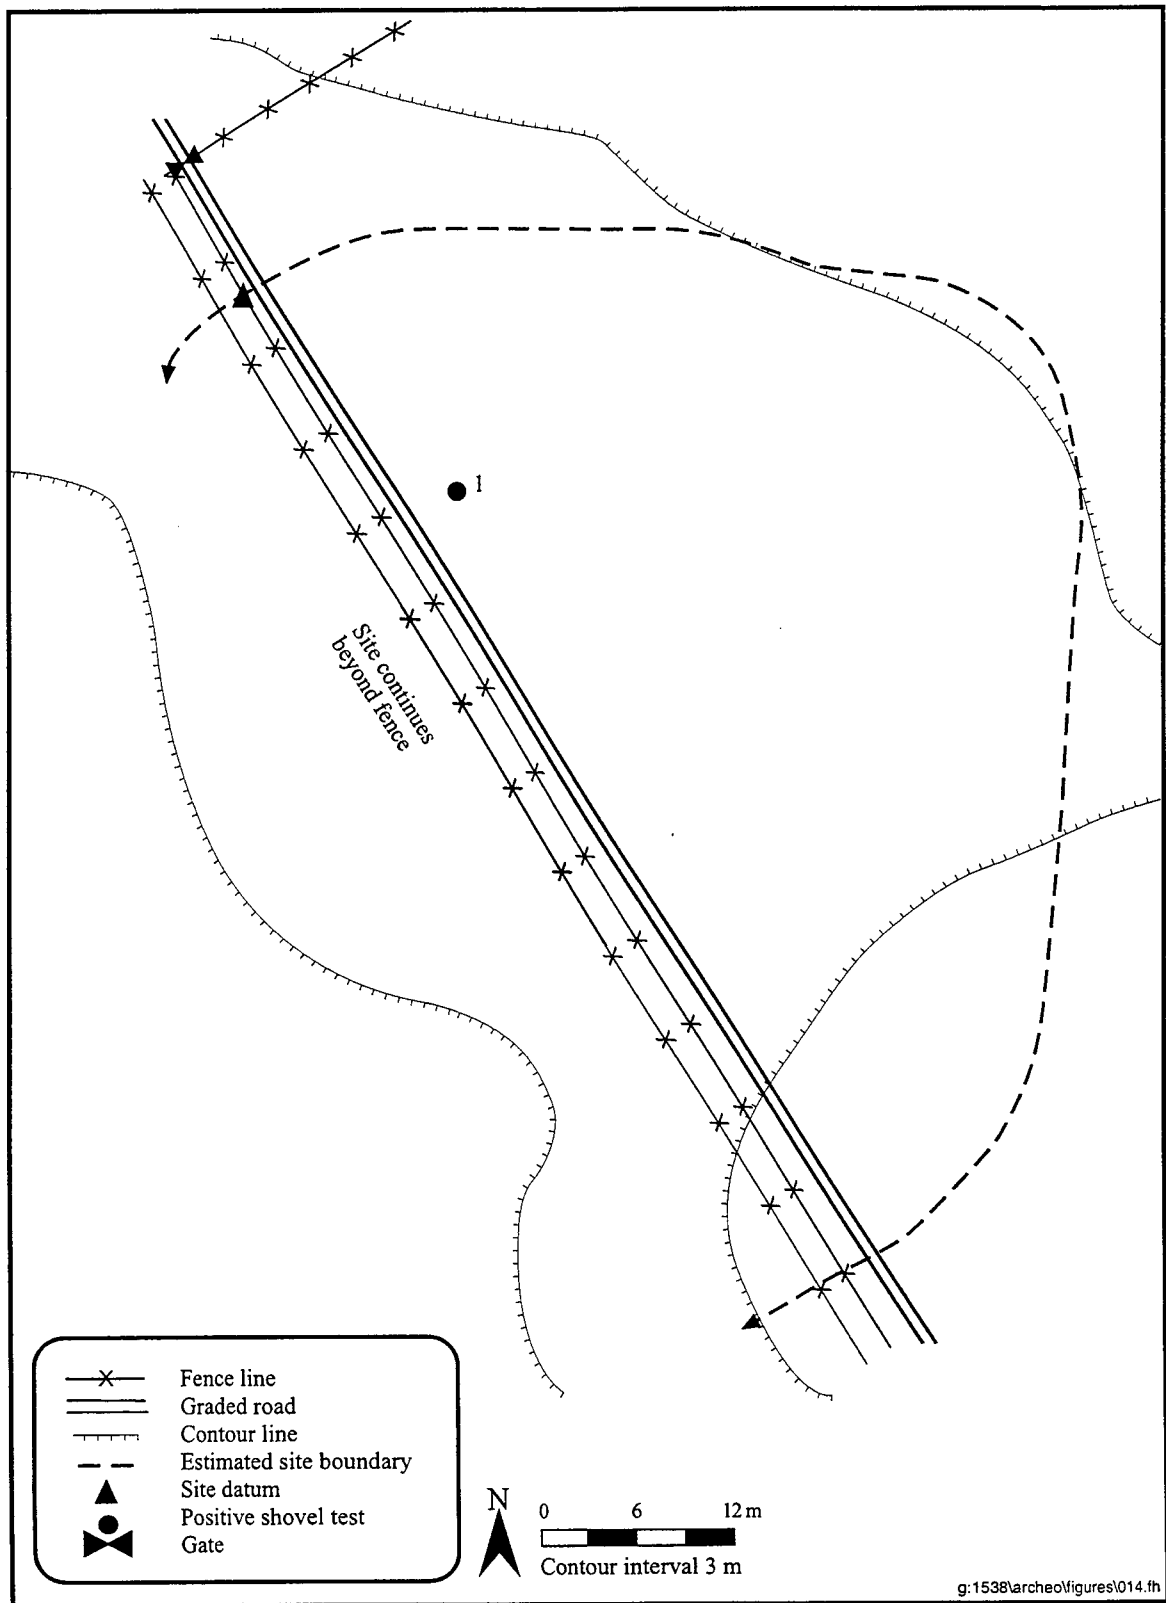 1
Site continues
beyond fence
Fence line
Graded road
Contour line
Estimated site boundary
Site datum
Positive shovel test
Gate
N
0 6 12 m
Contour interval 3 m
g:1538\archeo\figures\014.fh